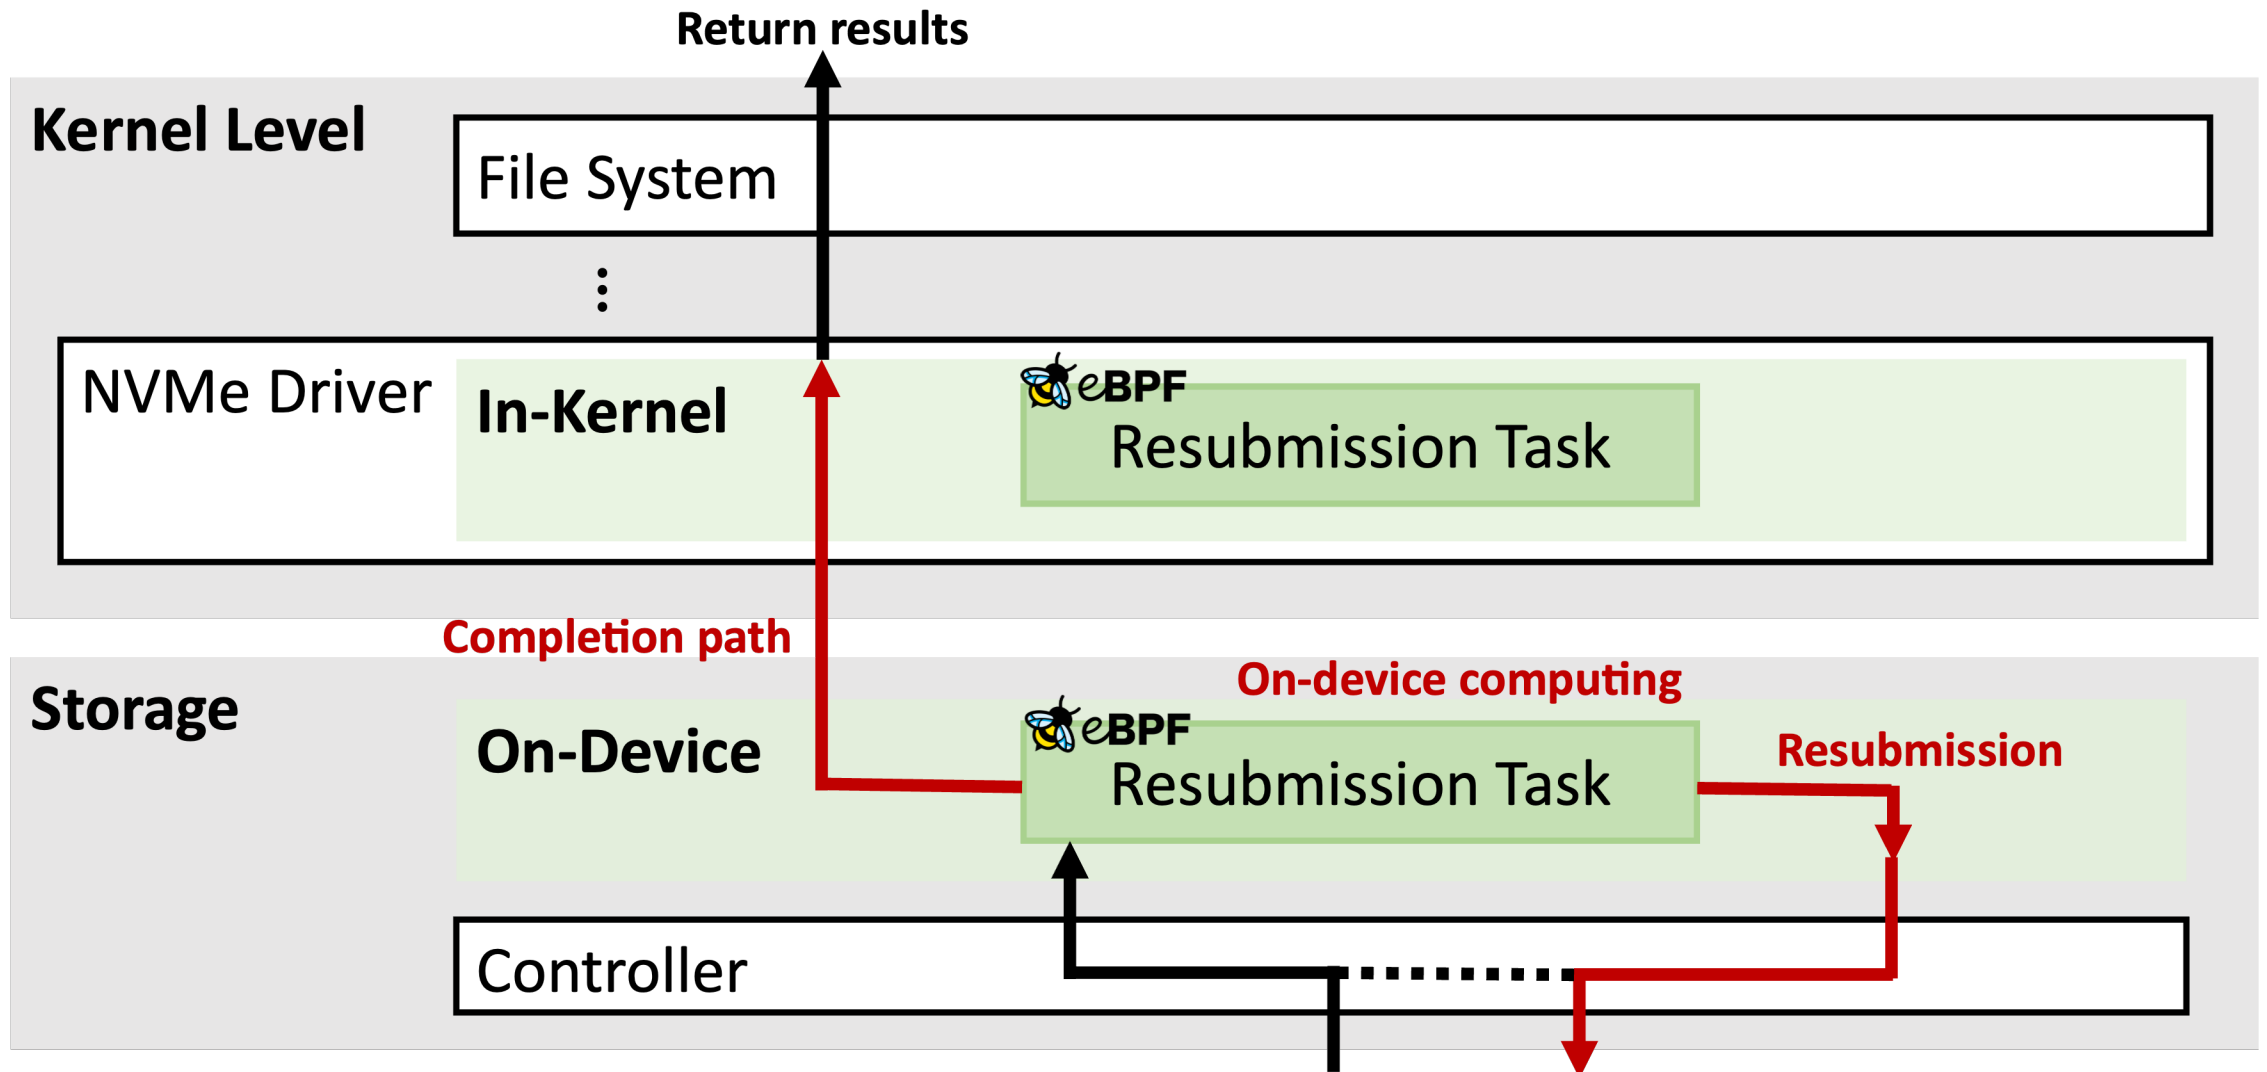 Return results
Kernel Level
File System
NVMe Driver
In-Kernel
eBPF
Resubmission Task
Completion path
On-device computing
Storage
On-Device
eBPF
Resubmission Task
Resubmission
Controller